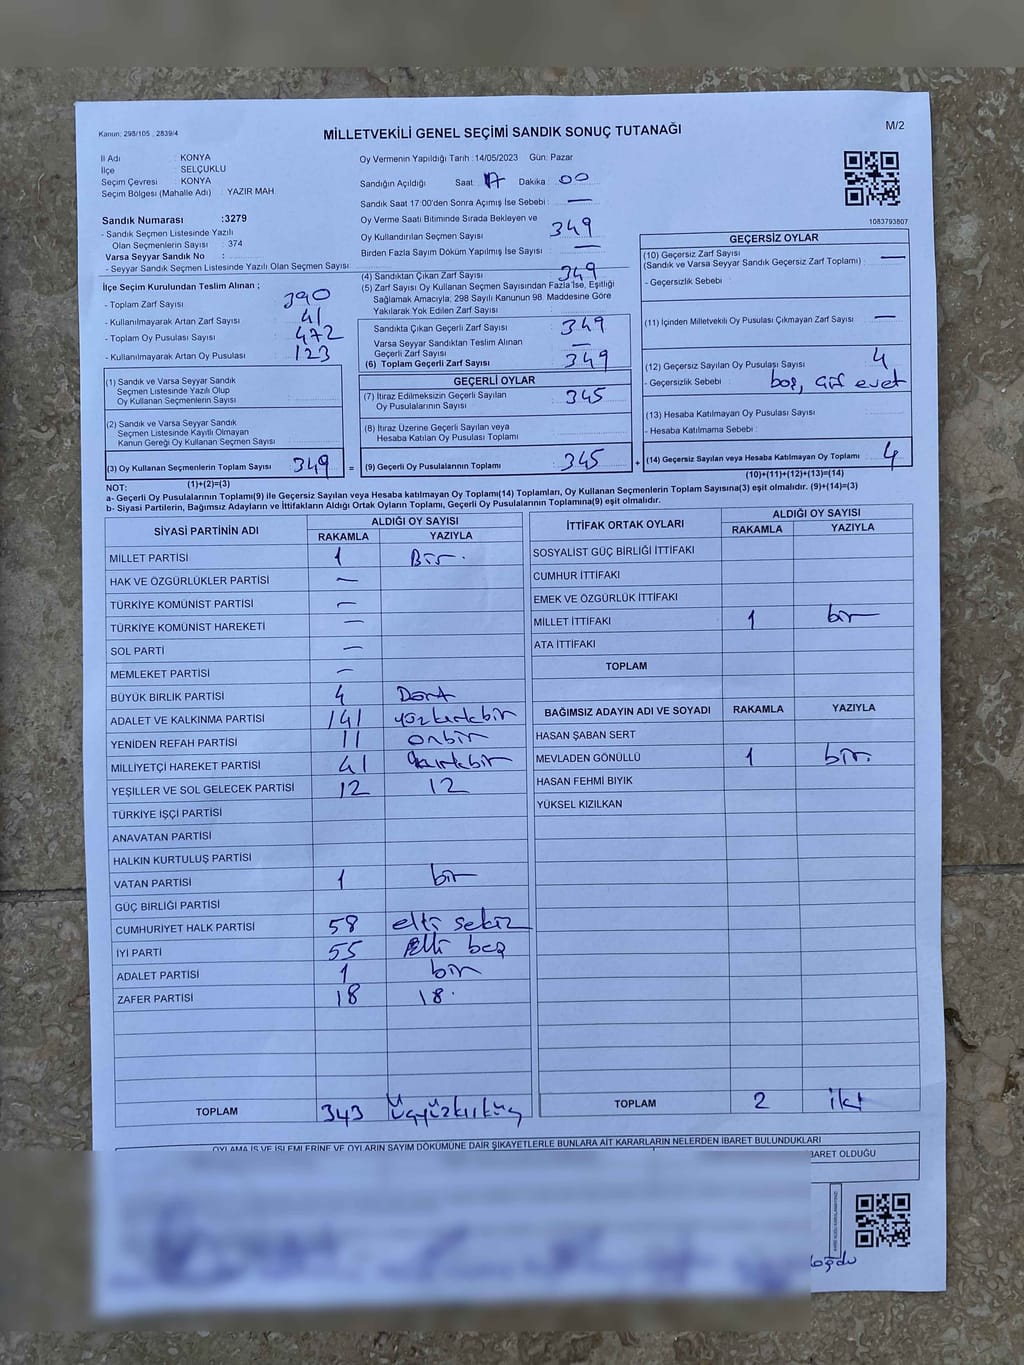 Kanun: 298/105 , 2839/4
MİLLETVEKİLİ GENEL SEÇİMİ SANDIK SONUÇ TUTANAĞI
M/2
İl Adı : KONYA
İlçe : SELÇUKLU
Seçim Çevresi : KONYA
Seçim Bölgesi (Mahalle Adı) : YAZIR MAH.
Sandık Numarası :3279
- Sandık Seçmen Listesinde Yazılı
Olan Seçmenlerin Sayısı : 374
Varsa Seyyar Sandık No :
- Seyyar Sandık Seçmen Listesinde Yazılı Olan Seçmen Sayısı
Oy Vermenin Yapıldığı Tarih : 14/05/2023 Gün: Pazar
Sandığın Açıldığı Saat 17 Dakika : 00
Sandık Saat 17:00'den Sonra Açımış İse Sebebi : —
Oy Verme Saati Bitiminde Sırada Bekleyen ve
Oy Kullandırılan Seçmen Sayısı : 349
Birden Fazla Sayım Döküm Yapılmış İse Sayısı : —
1083793807
İlçe Seçim Kurulundan Teslim Alınan ;
- Toplam Zarf Sayısı : 390
- Kullanılmayarak Artan Zarf Sayısı : 41
- Toplam Oy Pusulası Sayısı : 472
- Kullanılmayarak Artan Oy Pusulası : 123
(4) Sandıktan Çıkan Zarf Sayısı : 349
(5) Zarf Sayısı Oy Kullanan Seçmen Sayısından Fazla İse, Eşitliği
Sağlamak Amacıyla; 298 Sayılı Kanunun 98. Maddesine Göre
Yakılarak Yok Edilen Zarf Sayısı :
Sandıkta Çıkan Geçerli Zarf Sayısı : 349
Varsa Seyyar Sandıktan Teslim Alınan
Geçerli Zarf Sayısı : —
(6) Toplam Geçerli Zarf Sayısı : 349
GEÇERSİZ OYLAR
(10) Geçersiz Zarf Sayısı
(Sandık ve Varsa Seyyar Sandık Geçersiz Zarf Toplamı) : —
- Geçersizlik Sebebi :
(11) İçinden Milletvekili Oy Pusulası Çıkmayan Zarf Sayısı : —
(12) Geçersiz Sayılan Oy Pusulası Sayısı : 4
- Geçersizlik Sebebi : boş, çift evet
(13) Hesaba Katılmayan Oy Pusulası Sayısı :
- Hesaba Katılmama Sebebi :
(14) Geçersiz Sayılan veya Hesaba Katılmayan Oy Toplamı : 4
(10)+(11)+(12)+(13)=(14)
(1) Sandık ve Varsa Seyyar Sandık
Seçmen Listesinde Yazılı Olup
Oy Kullanan Seçmenlerin Sayısı :
(2) Sandık ve Varsa Seyyar Sandık
Seçmen Listesinde Kayıtlı Olmayan
Kanun Gereği Oy Kullanan Seçmen Sayısı :
(3) Oy Kullanan Seçmenlerin Toplam Sayısı : 349 =
(1)+(2)=(3)
GEÇERLİ OYLAR
(7) İtiraz Edilmeksizin Geçerli Sayılan
Oy Pusulalarının Sayısı : 345
(8) İtiraz Üzerine Geçerli Sayılan veya
Hesaba Katılan Oy Pusulası Toplamı :
(9) Geçerli Oy Pusulalarının Toplamı : 345 +
NOT:
a- Geçerli Oy Pusulalarının Toplamı(9) ile Geçersiz Sayılan veya Hesaba katılmayan Oy Toplamı(14) Toplamları, Oy Kullanan Seçmenlerin Toplam Sayısına(3) eşit olmalıdır. (9)+(14)=(3)
b- Siyasi Partilerin, Bağımsız Adayların ve İttifakların Aldığı Ortak Oyların Toplamı, Geçerli Oy Pusulalarının Toplamına(9) eşit olmalıdır.
SİYASİ PARTİNİN ADI ALDIĞI OY SAYISI
RAKAMLA YAZIYLA
MİLLET PARTİSİ 1 Bir.
HAK VE ÖZGÜRLÜKLER PARTİSİ —
TÜRKİYE KOMÜNİST PARTİSİ —
TÜRKİYE KOMÜNİST HAREKETİ —
SOL PARTİ —
MEMLEKET PARTİSİ —
BÜYÜK BİRLİK PARTİSİ 4 Dört
ADALET VE KALKINMA PARTİSİ 141 yüzkırkbir
YENİDEN REFAH PARTİSİ 11 onbir
MİLLİYETÇİ HAREKET PARTİSİ 41 kırkbir
YEŞİLLER VE SOL GELECEK PARTİSİ 12 12
TÜRKİYE İŞÇİ PARTİSİ
ANAVATAN PARTİSİ
HALKIN KURTULUŞ PARTİSİ
VATAN PARTİSİ 1 bir
GÜÇ BİRLİĞİ PARTİSİ
CUMHURİYET HALK PARTİSİ 58 elli sekiz
İYİ PARTİ 55 Elli beş
ADALET PARTİSİ 1 bir
ZAFER PARTİSİ 18 18.
TOPLAM 343 Üçyüzkırküç
İTTİFAK ORTAK OYLARI ALDIĞI OY SAYISI
RAKAMLA YAZIYLA
SOSYALİST GÜÇ BİRLİĞİ İTTİFAKI
CUMHUR İTTİFAKI
EMEK VE ÖZGÜRLÜK İTTİFAKI
MİLLET İTTİFAKI 1 bir
ATA İTTİFAKI
TOPLAM
BAĞIMSIZ ADAYIN ADI VE SOYADI RAKAMLA YAZIYLA
HASAN ŞABAN SERT
MEVLADEN GÖNÜLLÜ 1 bir.
HASAN FEHMİ BIYIK
YÜKSEL KIZILKAN
TOPLAM 2 iki
OYLAMA İŞ VE İŞLEMLERİNE VE OYLARIN SAYIM DÖKÜMÜNE DAİR ŞİKAYETLERLE BUNLARA AİT KARARLARIN NELERDEN İBARET BULUNDUKLARI
BARET OLDUĞU